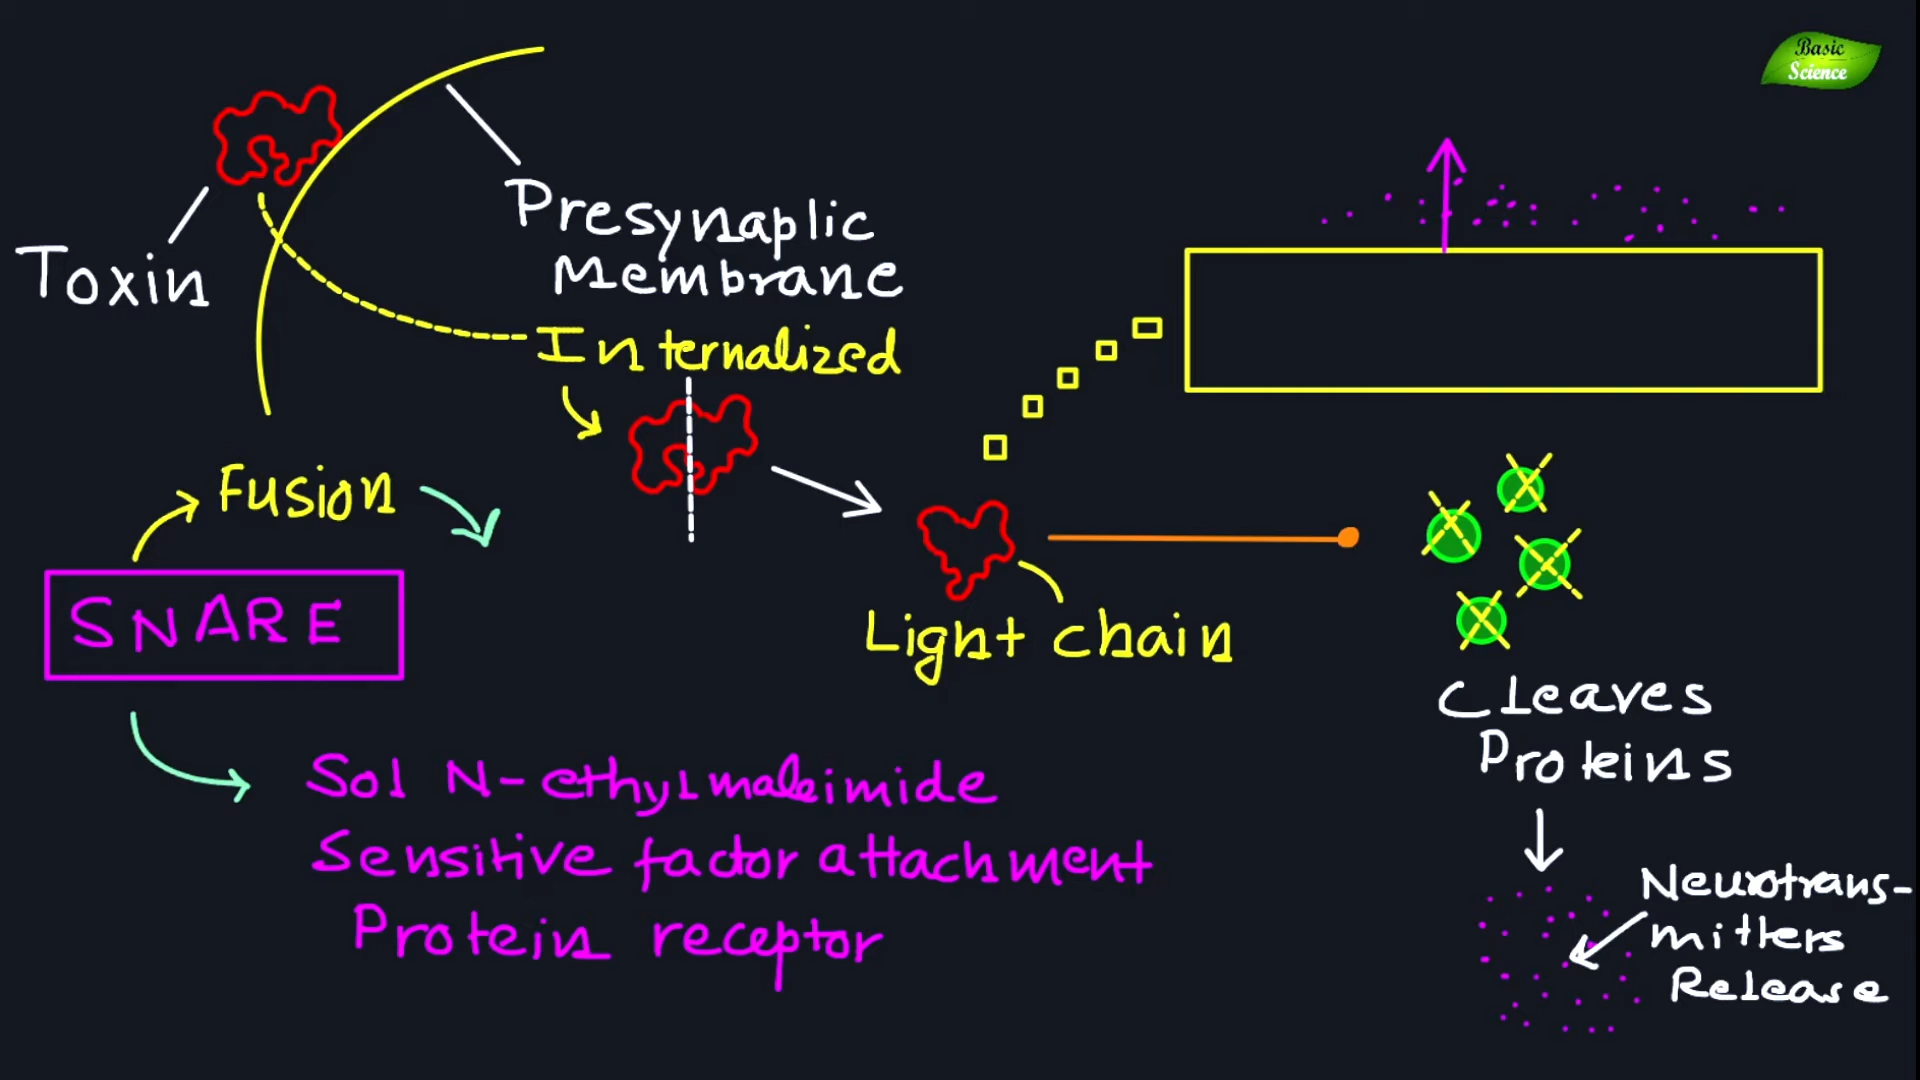 Basic
Science
Toxin
Presynaplic
Membrane
Internalized
Fusion
SNARE
Light chain
Cleaves
Proteins
Sol N-ethylmaleimide
Sensitive factor attachment
Protein receptor
Neurotrans-
mitters
Release